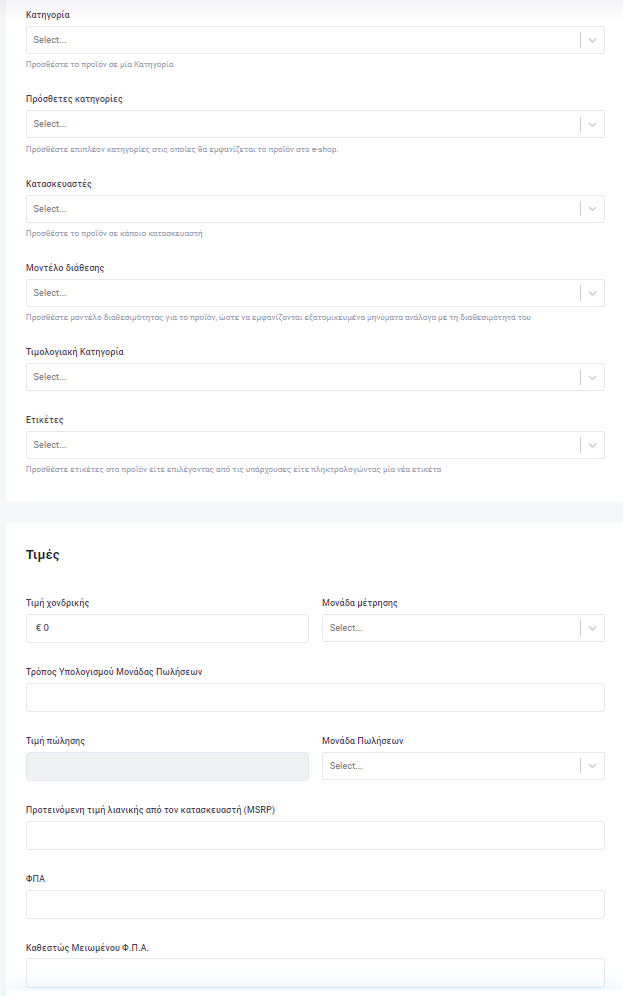 Κατηγορία
Select...
Προσθέστε το προϊόν σε μία Κατηγορία
Πρόσθετες κατηγορίες
Select...
Πρόσθέστε επιπλέον κατηγορίες στις οποίες θα εμφανίζεται το προϊόν στο e-shop.
Κατασκευαστές
Select...
Προσθέστε το προϊόν σε κάποιο κατασκευαστή
Μοντέλο διάθεσης
Select...
Προσθέστε μοντέλο διαθεσιμότητας για το προϊόν, ώστε να εμφανίζονται εξατομικευμένα μηνύματα ανάλογα με τη διαθεσιμότητά του
Τιμολογιακή Κατηγορία
Select...
Ετικέτες
Select...
Προσθέστε ετικέτες στο προϊόν είτε επιλέγοντας από τις υπάρχουσες είτε πληκτρολογώντας μία νέα ετικέτα
Τιμές
Τιμή χονδρικής
€ 0
Μονάδα μέτρησης
Select...
Τρόπος Υπολογισμού Μονάδας Πωλήσεων
Τιμή πώλησης
Μονάδα Πωλήσεων
Select...
Προτεινόμενη τιμή λιανικής από τον κατασκευαστή (MSRP)
ΦΠΑ
Καθεστώς Μειωμένου Φ.Π.Α.